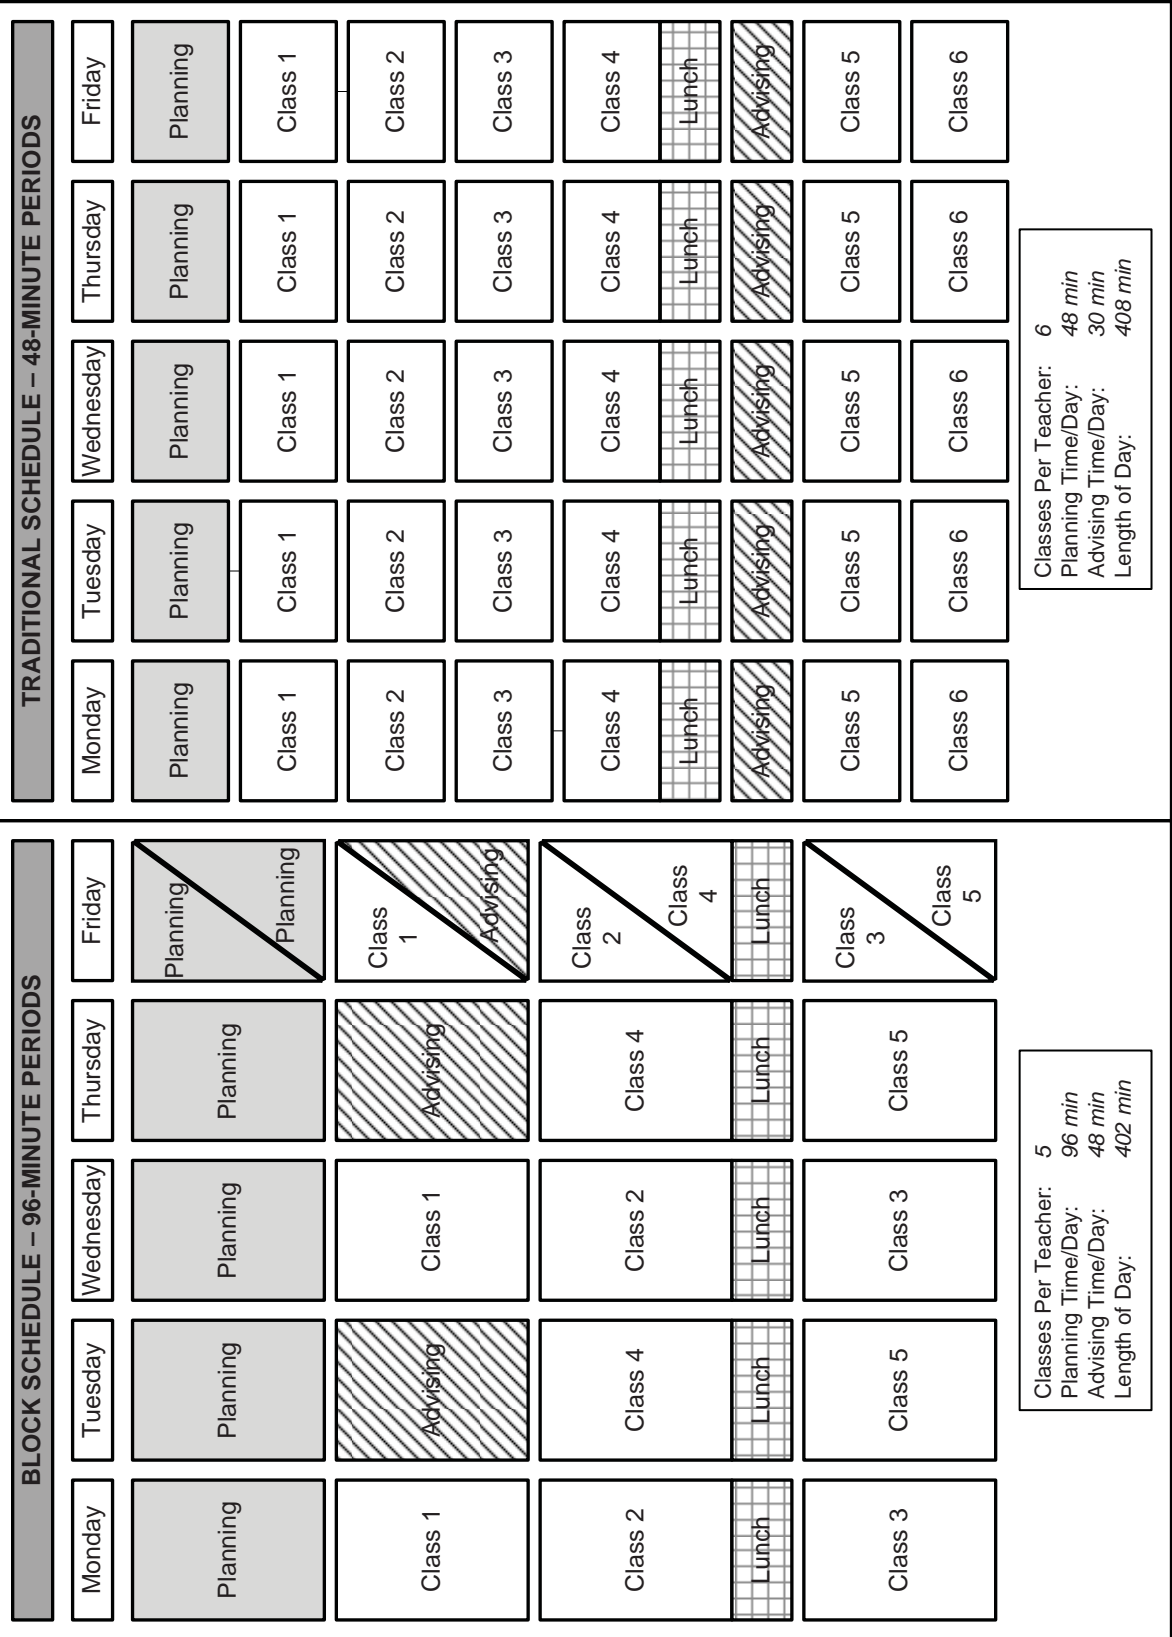 BLOCK SCHEDULE – 96-MINUTE PERIODS
Monday Tuesday Wednesday Thursday Friday
Planning Planning Planning Planning Planning
Planning
Class 1 Advising Class 1 Advising Class
1
Advising
Class 2 Class 4 Class 2 Class 4 Class
2
Class
4
Lunch Lunch Lunch Lunch Lunch
Class 3 Class 5 Class 3 Class 5 Class
3
Class
5
Classes Per Teacher: 5
Planning Time/Day: 96 min
Advising Time/Day: 48 min
Length of Day: 402 min
TRADITIONAL SCHEDULE – 48-MINUTE PERIODS
Monday Tuesday Wednesday Thursday Friday
Planning Planning Planning Planning Planning
Class 1 Class 1 Class 1 Class 1 Class 1
Class 2 Class 2 Class 2 Class 2 Class 2
Class 3 Class 3 Class 3 Class 3 Class 3
Class 4 Class 4 Class 4 Class 4 Class 4
Lunch Lunch Lunch Lunch Lunch
Advising Advising Advising Advising Advising
Class 5 Class 5 Class 5 Class 5 Class 5
Class 6 Class 6 Class 6 Class 6 Class 6
Classes Per Teacher: 6
Planning Time/Day: 48 min
Advising Time/Day: 30 min
Length of Day: 408 min